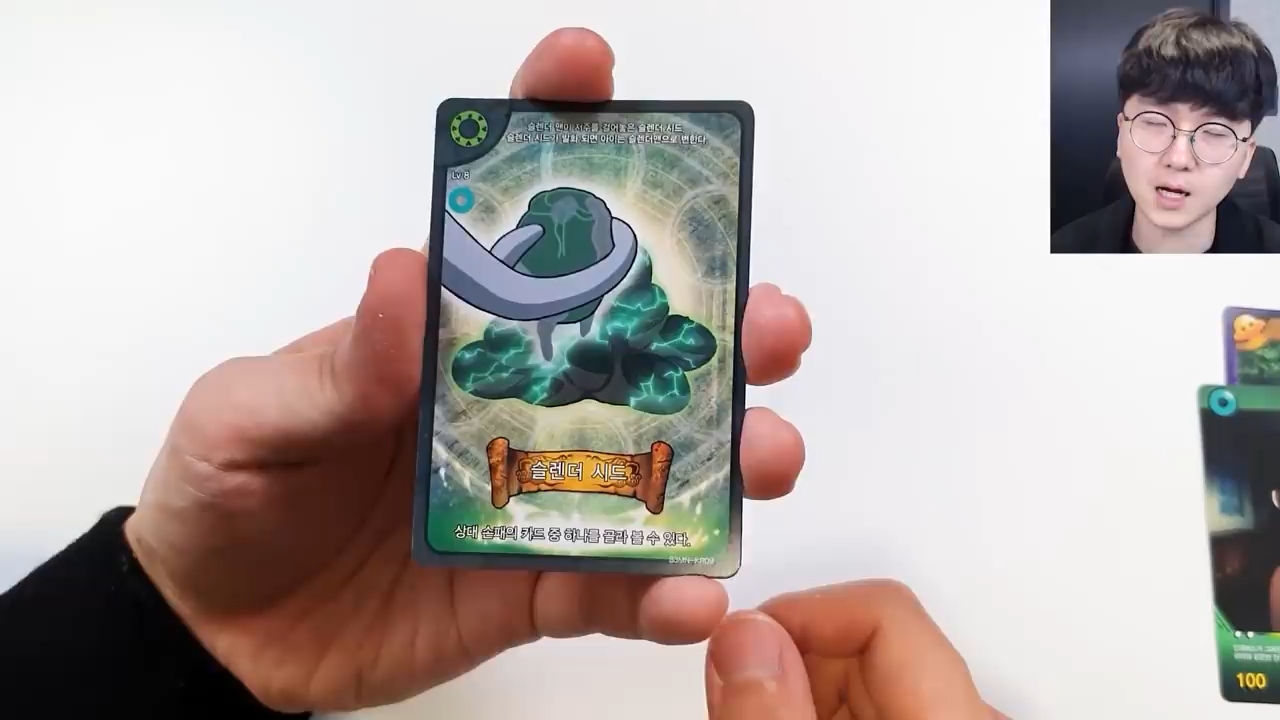 슬렌더 맨이 저주를 걸어놓은 슬렌더 시드
슬렌더 시드가 발화 되면 아이는 슬렌더맨으로 변한다.
Lv 8
슬렌더 시드
상대 손패의 카드 중 하나를 골라 볼 수 있다.
100